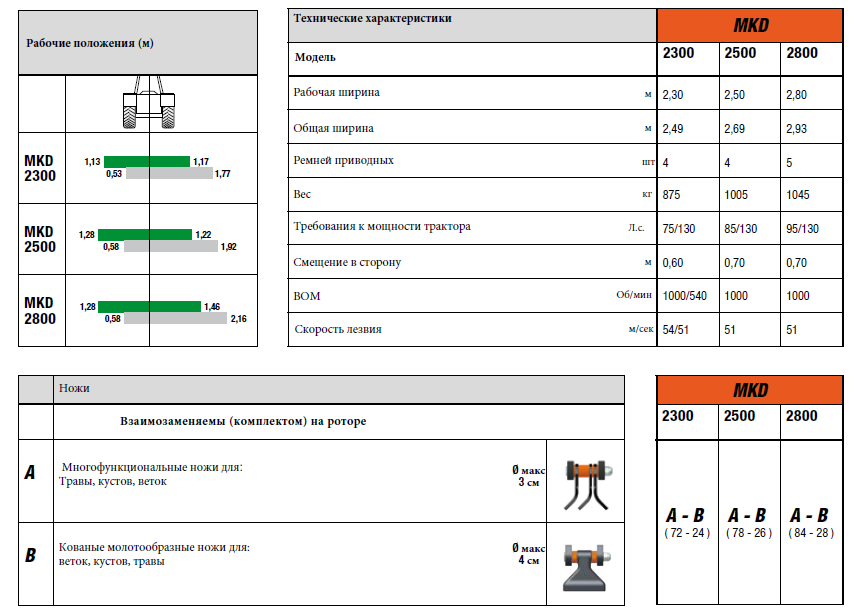 Рабочие положения (м)
MKD
2300
1,13
1,17
0,53
1,77
MKD
2500
1,28
1,22
0,58
1,92
MKD
2800
1,28
1,46
0,58
2,16
Технические характеристики
MKD
Модель
2300
2500
2800
Рабочая ширина м 2,30 2,50 2,80
Общая ширина м 2,49 2,69 2,93
Ремней приводных шт 4 4 5
Вес кг 875 1005 1045
Требования к мощности трактора Л.с. 75/130 85/130 95/130
Смещение в сторону м 0,60 0,70 0,70
ВОМ Об/мин 1000/540 1000 1000
Скорость лезвия м/сек 54/51 51 51
Ножи
Взаимозаменяемы (комплектом) на роторе
A
Многофункциональные ножи для:
Травы, кустов, веток
Ø макс
3 см
B
Кованые молотообразные ножи для:
веток, кустов, травы
Ø макс
4 см
MKD
2300 2500 2800
A - B A - B A - B
( 72 - 24 ) ( 78 - 26 ) ( 84 - 28 )